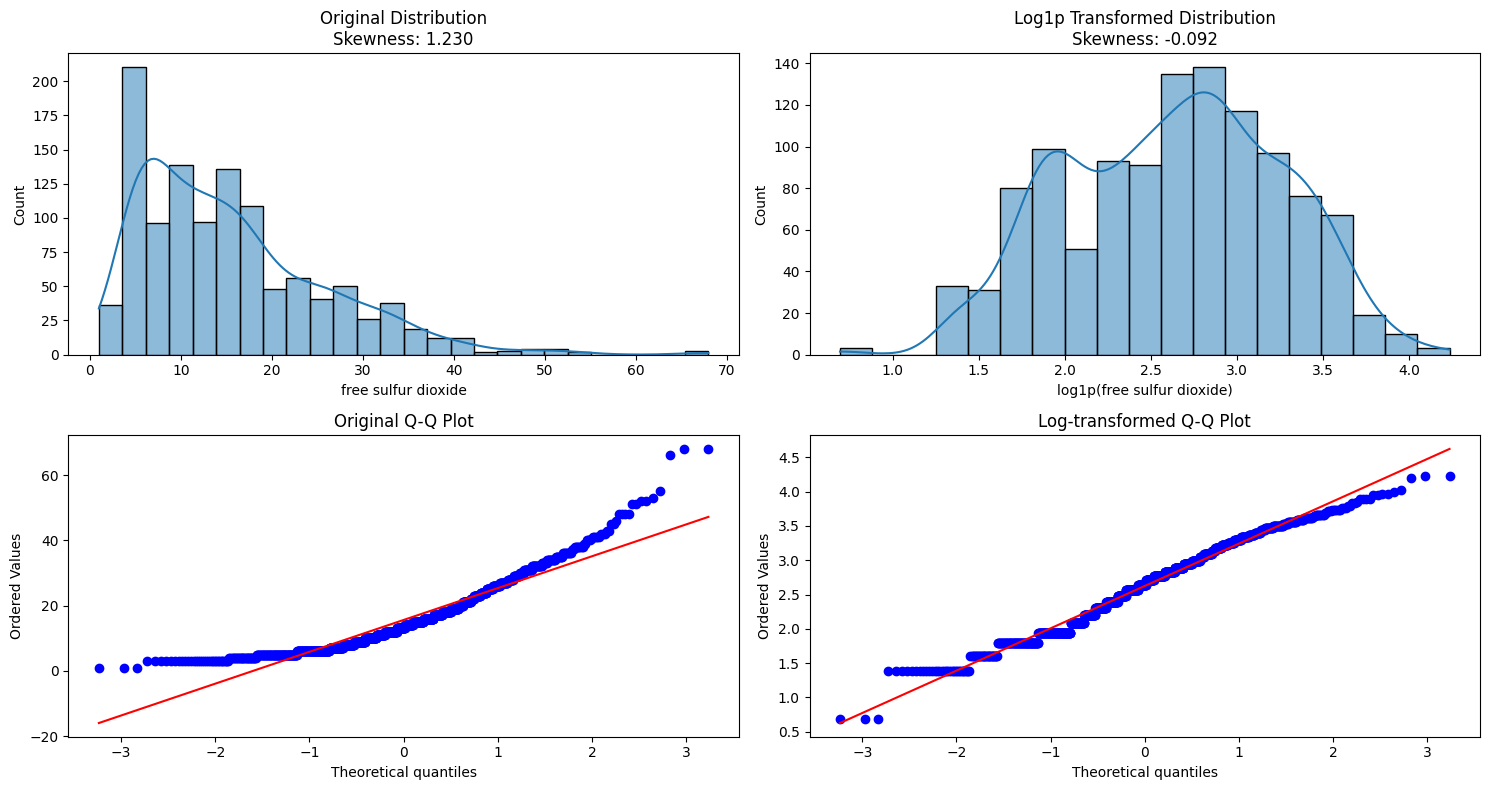 Original Distribution
Skewness: 1.230
200
175
150
125
100
75
50
25
0
Count
0 10 20 30 40 50 60 70
free sulfur dioxide
Log1p Transformed Distribution
Skewness: -0.092
140
120
100
80
60
40
20
0
Count
1.0 1.5 2.0 2.5 3.0 3.5 4.0
log1p(free sulfur dioxide)
Original Q-Q Plot
60
40
20
0
−20
Ordered Values
−3 −2 −1 0 1 2 3
Theoretical quantiles
Log-transformed Q-Q Plot
4.5
4.0
3.5
3.0
2.5
2.0
1.5
1.0
0.5
Ordered Values
−3 −2 −1 0 1 2 3
Theoretical quantiles